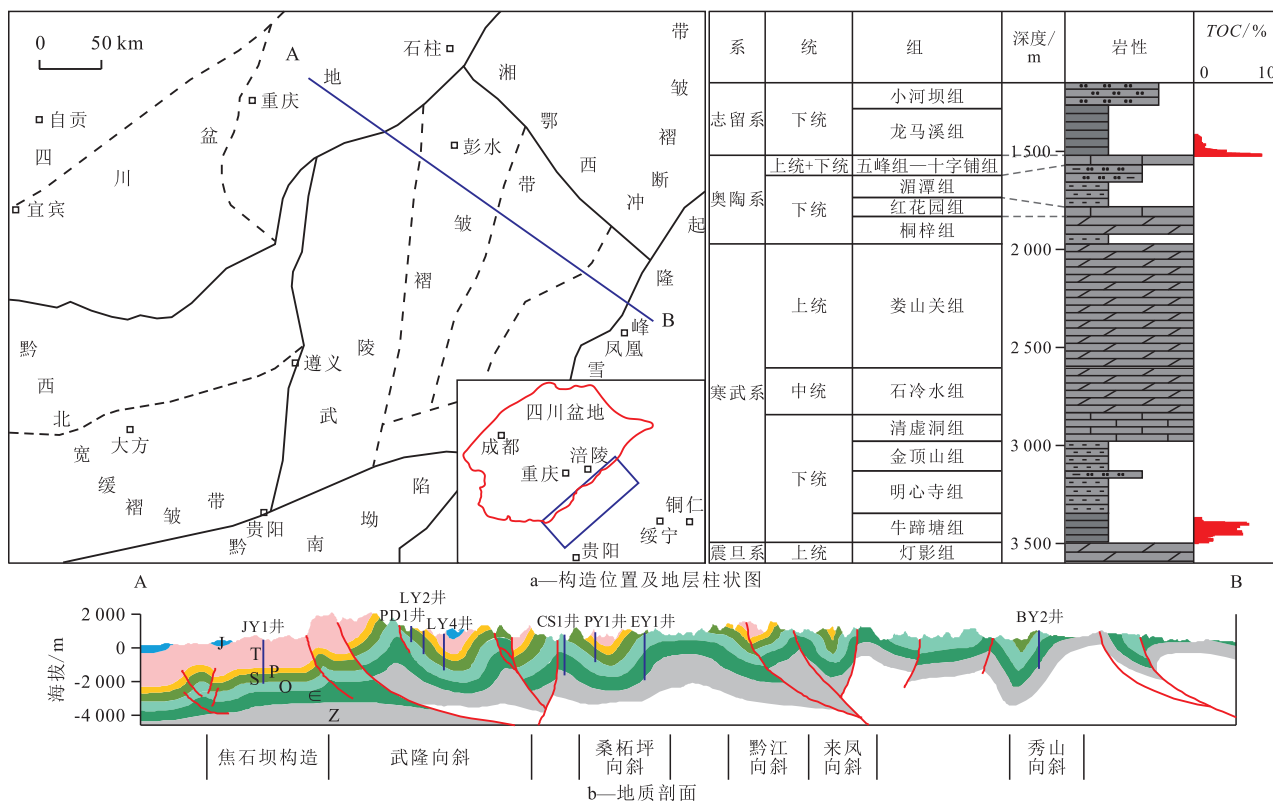 0 50 km
A
B
石柱
重庆
自贡
彭水
宜宾
遵义
大方
贵阳
凤凰
四川盆地
湘鄂西冲断褶皱带
武陵褶皱带
雪峰隆起
黔西北宽缓褶皱带
黔南坳陷
四川盆地
成都
重庆
涪陵
铜仁
绥宁
贵阳
系 统 组 深度/m 岩性 TOC/%
0 10
志留系 下统 小河坝组
龙马溪组
1500
奥陶系 上统+下统 五峰组—十字铺组
下统 湄潭组
红花园组
桐梓组
2 000
寒武系 上统 娄山关组
2 500
中统 石冷水组
下统 清虚洞组
3 000
金顶山组
明心寺组
牛蹄塘组
震旦系 上统 灯影组
3 500
a—构造位置及地层柱状图
A B
海拔/m
2 000
0
-2 000
-4 000
JY1井
PD1井
LY2井
LY4井
CS1井
PY1井
EY1井
BY2井
J
T
P
S
O
∈
Z
焦石坝构造 武隆向斜 桑柘坪向斜 黔江向斜 来凤向斜 秀山向斜
b—地质剖面